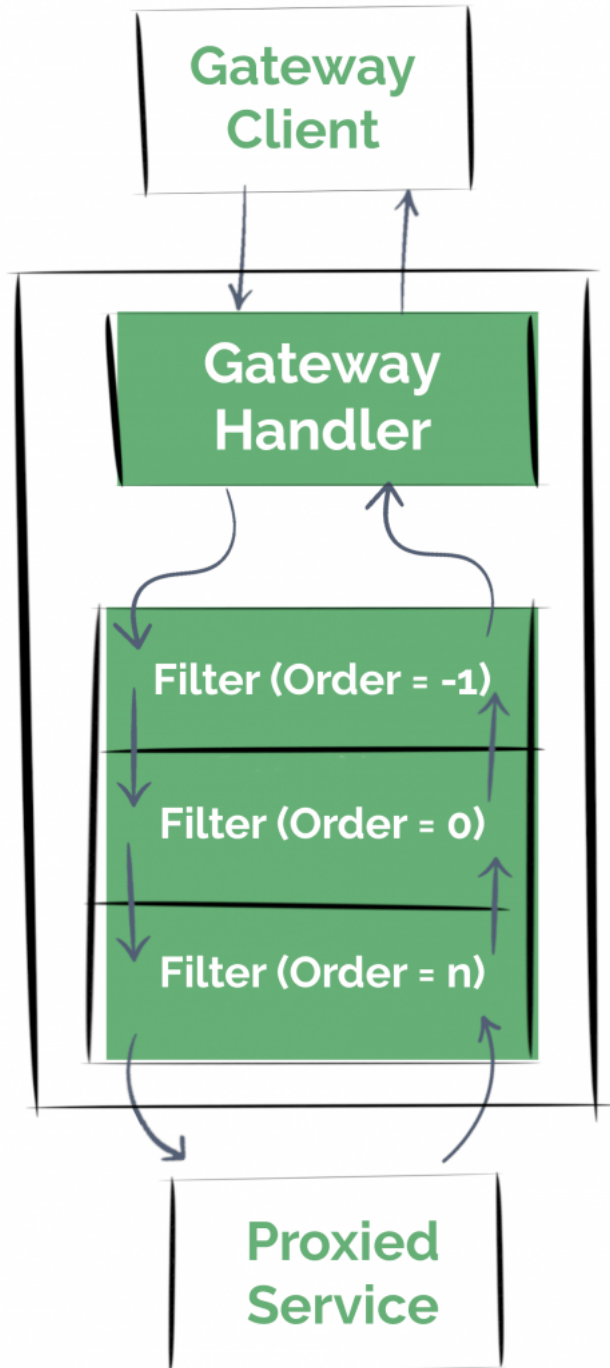 Gateway
Client
Gateway
Handler
Filter (Order = -1)
Filter (Order = 0)
Filter (Order = n)
Proxied
Service